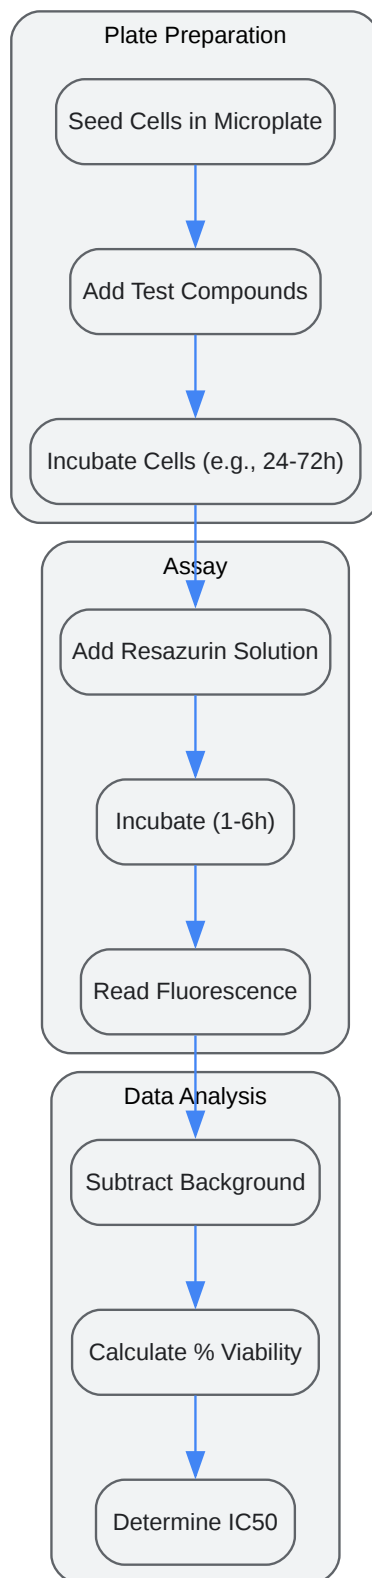 Plate Preparation
Seed Cells in Microplate
Add Test Compounds
Incubate Cells (e.g., 24-72h)
Assay
Add Resazurin Solution
Incubate (1-6h)
Read Fluorescence
Data Analysis
Subtract Background
Calculate % Viability
Determine IC50